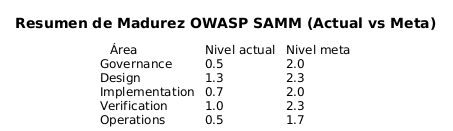 Resumen de Madurez OWASP SAMM (Actual vs Meta)
Área Nivel actual Nivel meta
Governance 0.5 2.0
Design 1.3 2.3
Implementation 0.7 2.0
Verification 1.0 2.3
Operations 0.5 1.7